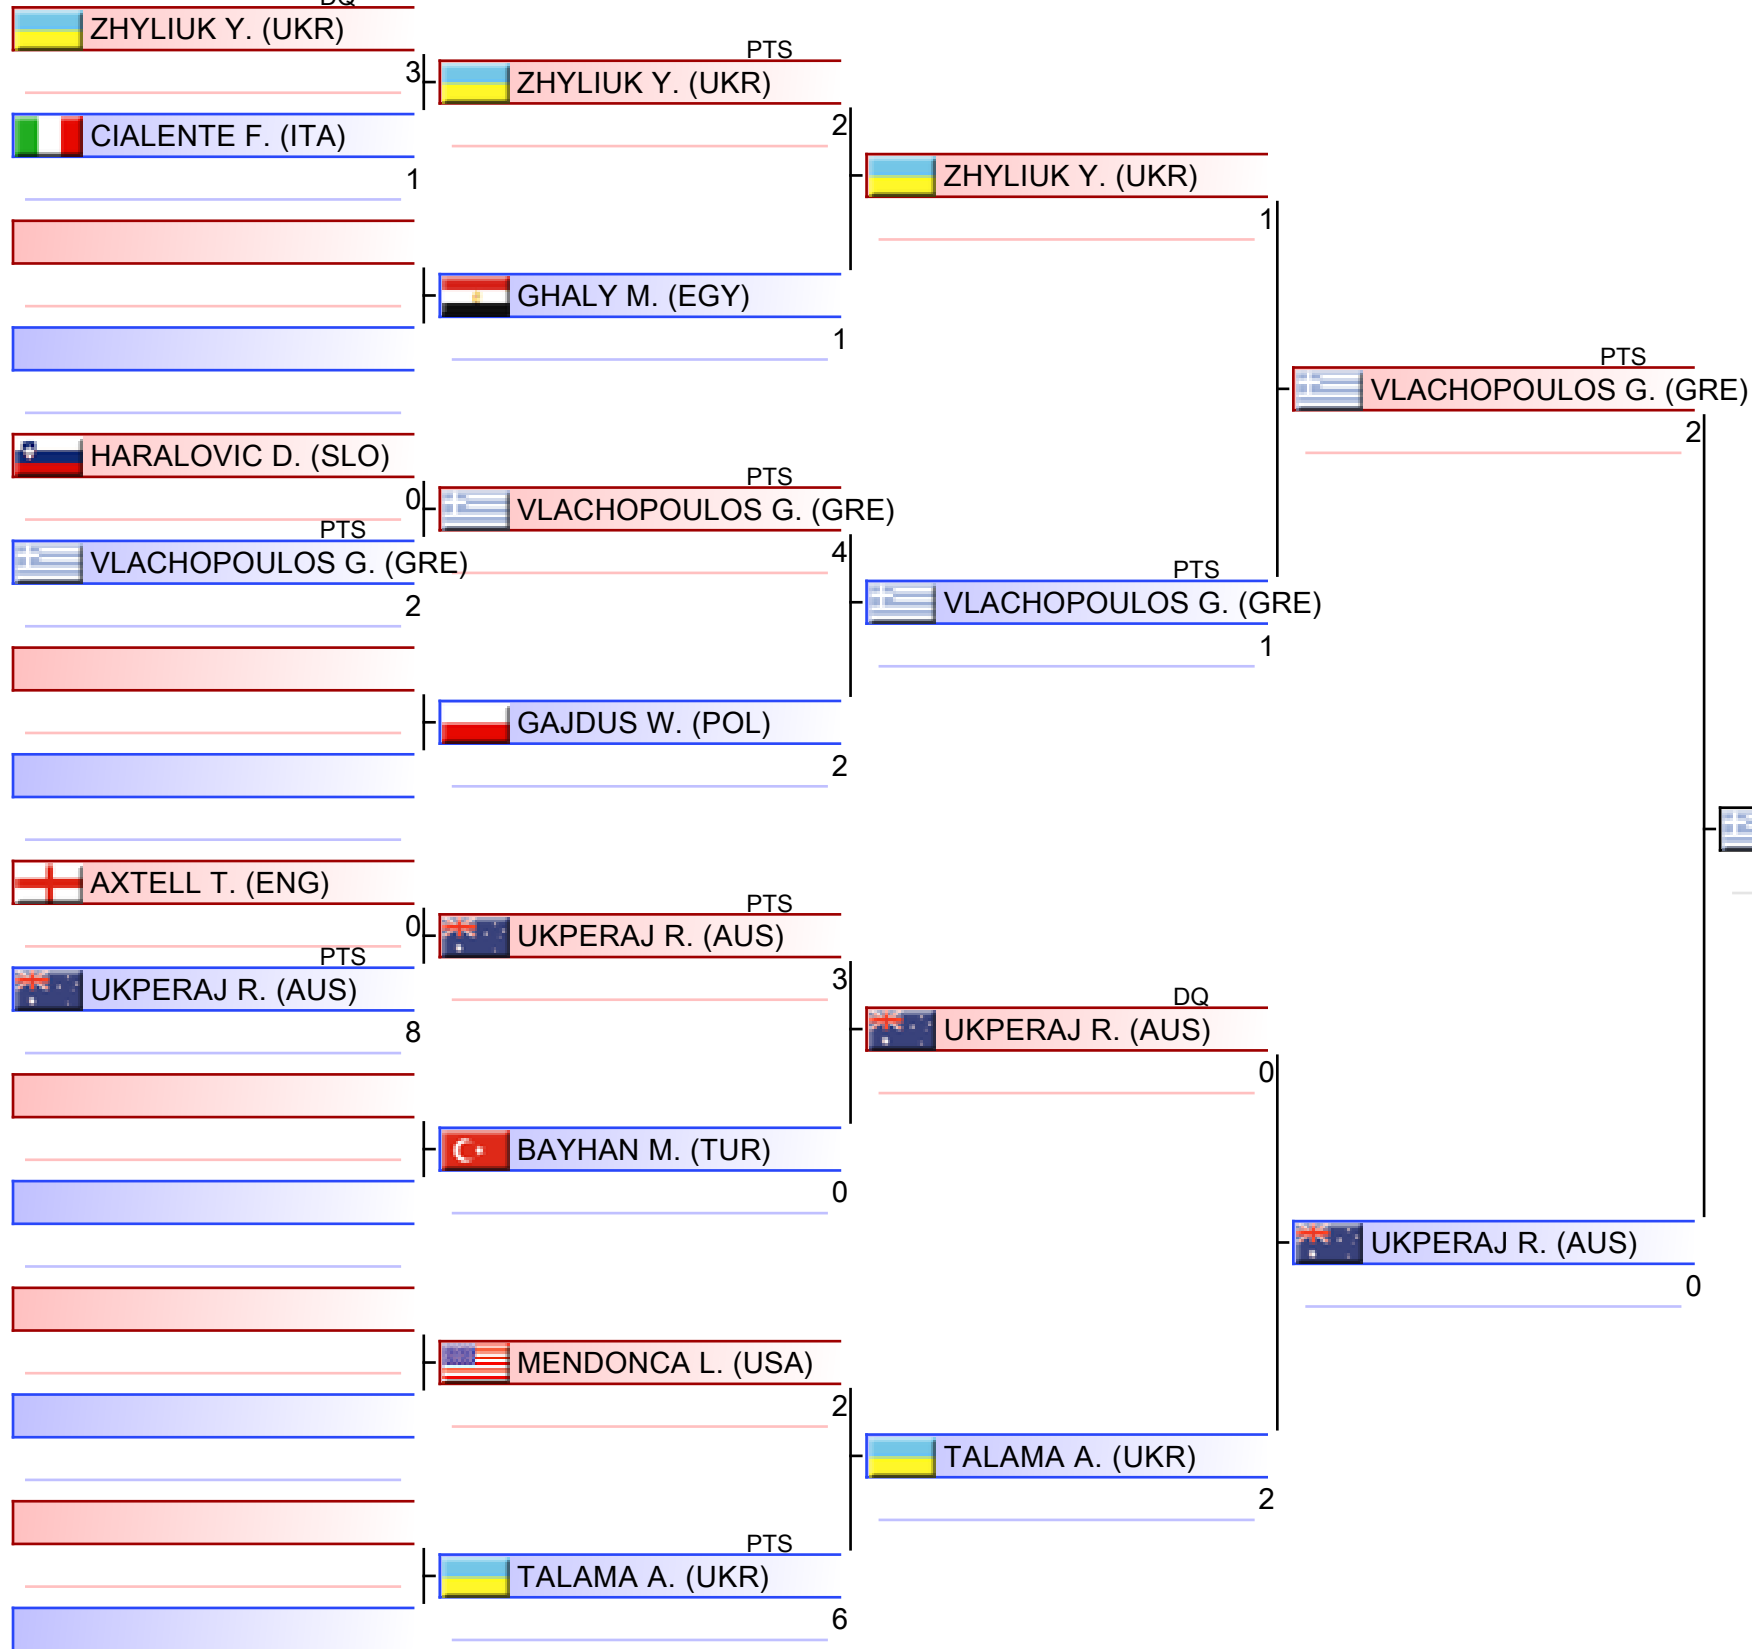 DQ
ZHYLIUK Y. (UKR)
3
CIALENTE F. (ITA)
1
HARALOVIC D. (SLO)
0
PTS
VLACHOPOULOS G. (GRE)
2
AXTELL T. (ENG)
0
PTS
UKPERAJ R. (AUS)
8
PTS
ZHYLIUK Y. (UKR)
2
GHALY M. (EGY)
1
PTS
VLACHOPOULOS G. (GRE)
4
GAJDUS W. (POL)
2
PTS
UKPERAJ R. (AUS)
3
BAYHAN M. (TUR)
0
MENDONCA L. (USA)
2
PTS
TALAMA A. (UKR)
6
ZHYLIUK Y. (UKR)
1
PTS
VLACHOPOULOS G. (GRE)
1
DQ
UKPERAJ R. (AUS)
0
TALAMA A. (UKR)
2
PTS
VLACHOPOULOS G. (GRE)
2
UKPERAJ R. (AUS)
0